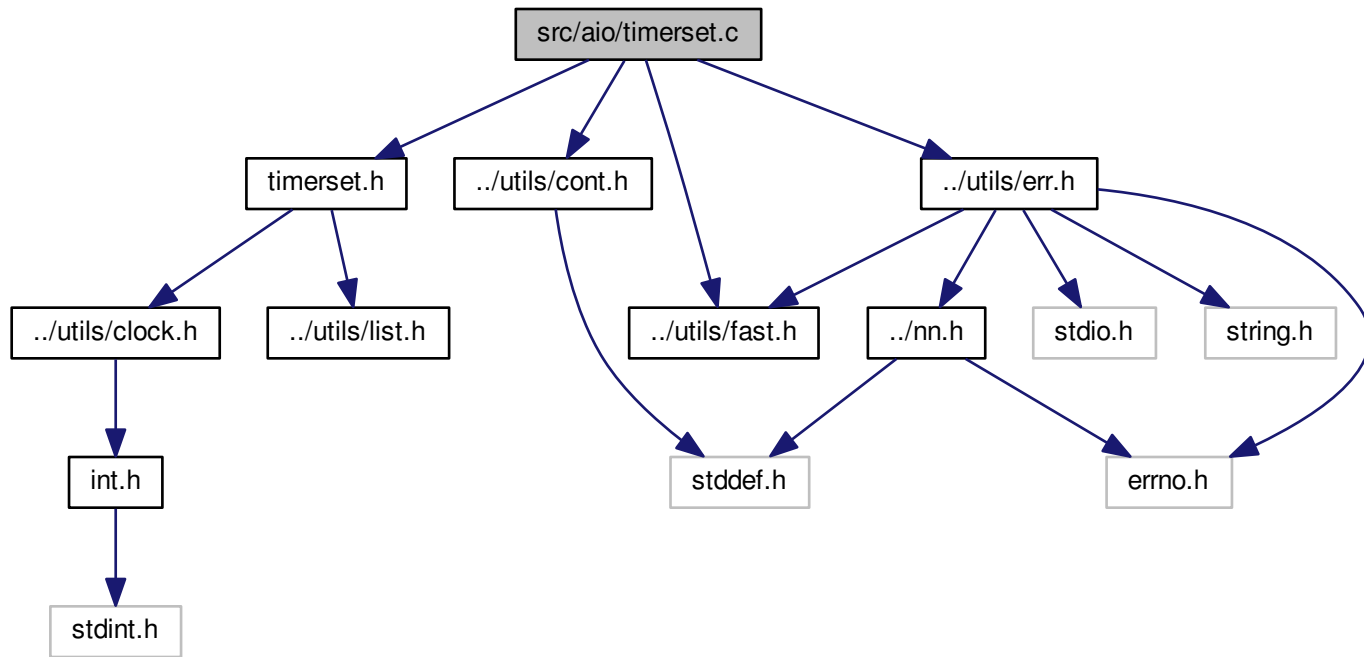 src/aio/timerset.c
timerset.h
../utils/cont.h
../utils/err.h
../utils/clock.h
../utils/list.h
../utils/fast.h
../nn.h
stdio.h
string.h
int.h
stddef.h
errno.h
stdint.h